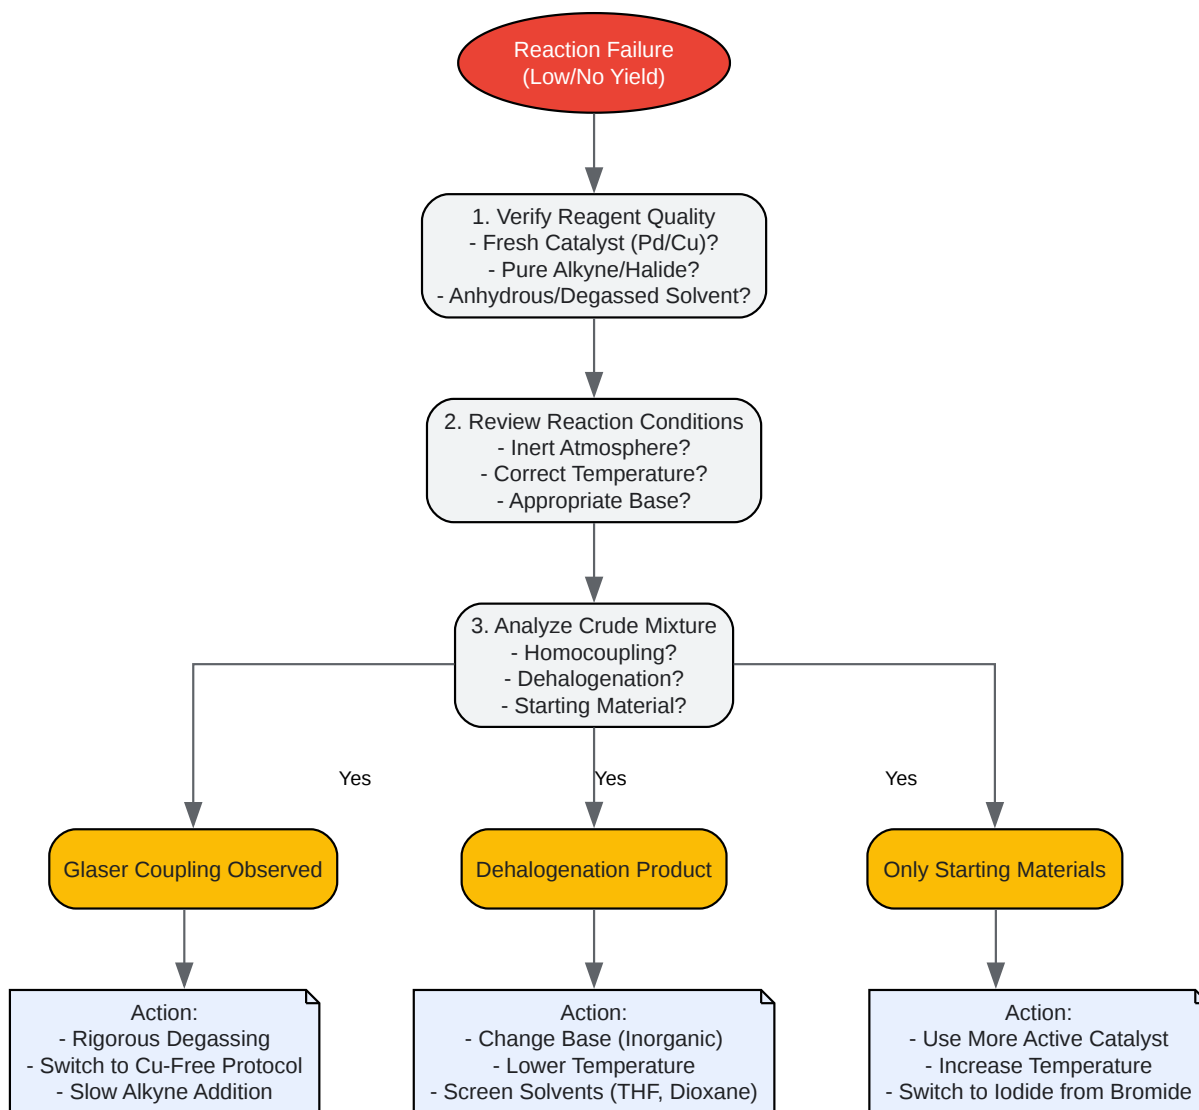 Reaction Failure
(Low/No Yield)
1. Verify Reagent Quality
- Fresh Catalyst (Pd/Cu)?
- Pure Alkyne/Halide?
- Anhydrous/Degassed Solvent?
2. Review Reaction Conditions
- Inert Atmosphere?
- Correct Temperature?
- Appropriate Base?
3. Analyze Crude Mixture
- Homocoupling?
- Dehalogenation?
- Starting Material?
Yes
Yes
Yes
Glaser Coupling Observed
Dehalogenation Product
Only Starting Materials
Action:
- Rigorous Degassing
- Switch to Cu-Free Protocol
- Slow Alkyne Addition
Action:
- Change Base (Inorganic)
- Lower Temperature
- Screen Solvents (THF, Dioxane)
Action:
- Use More Active Catalyst
- Increase Temperature
- Switch to Iodide from Bromide